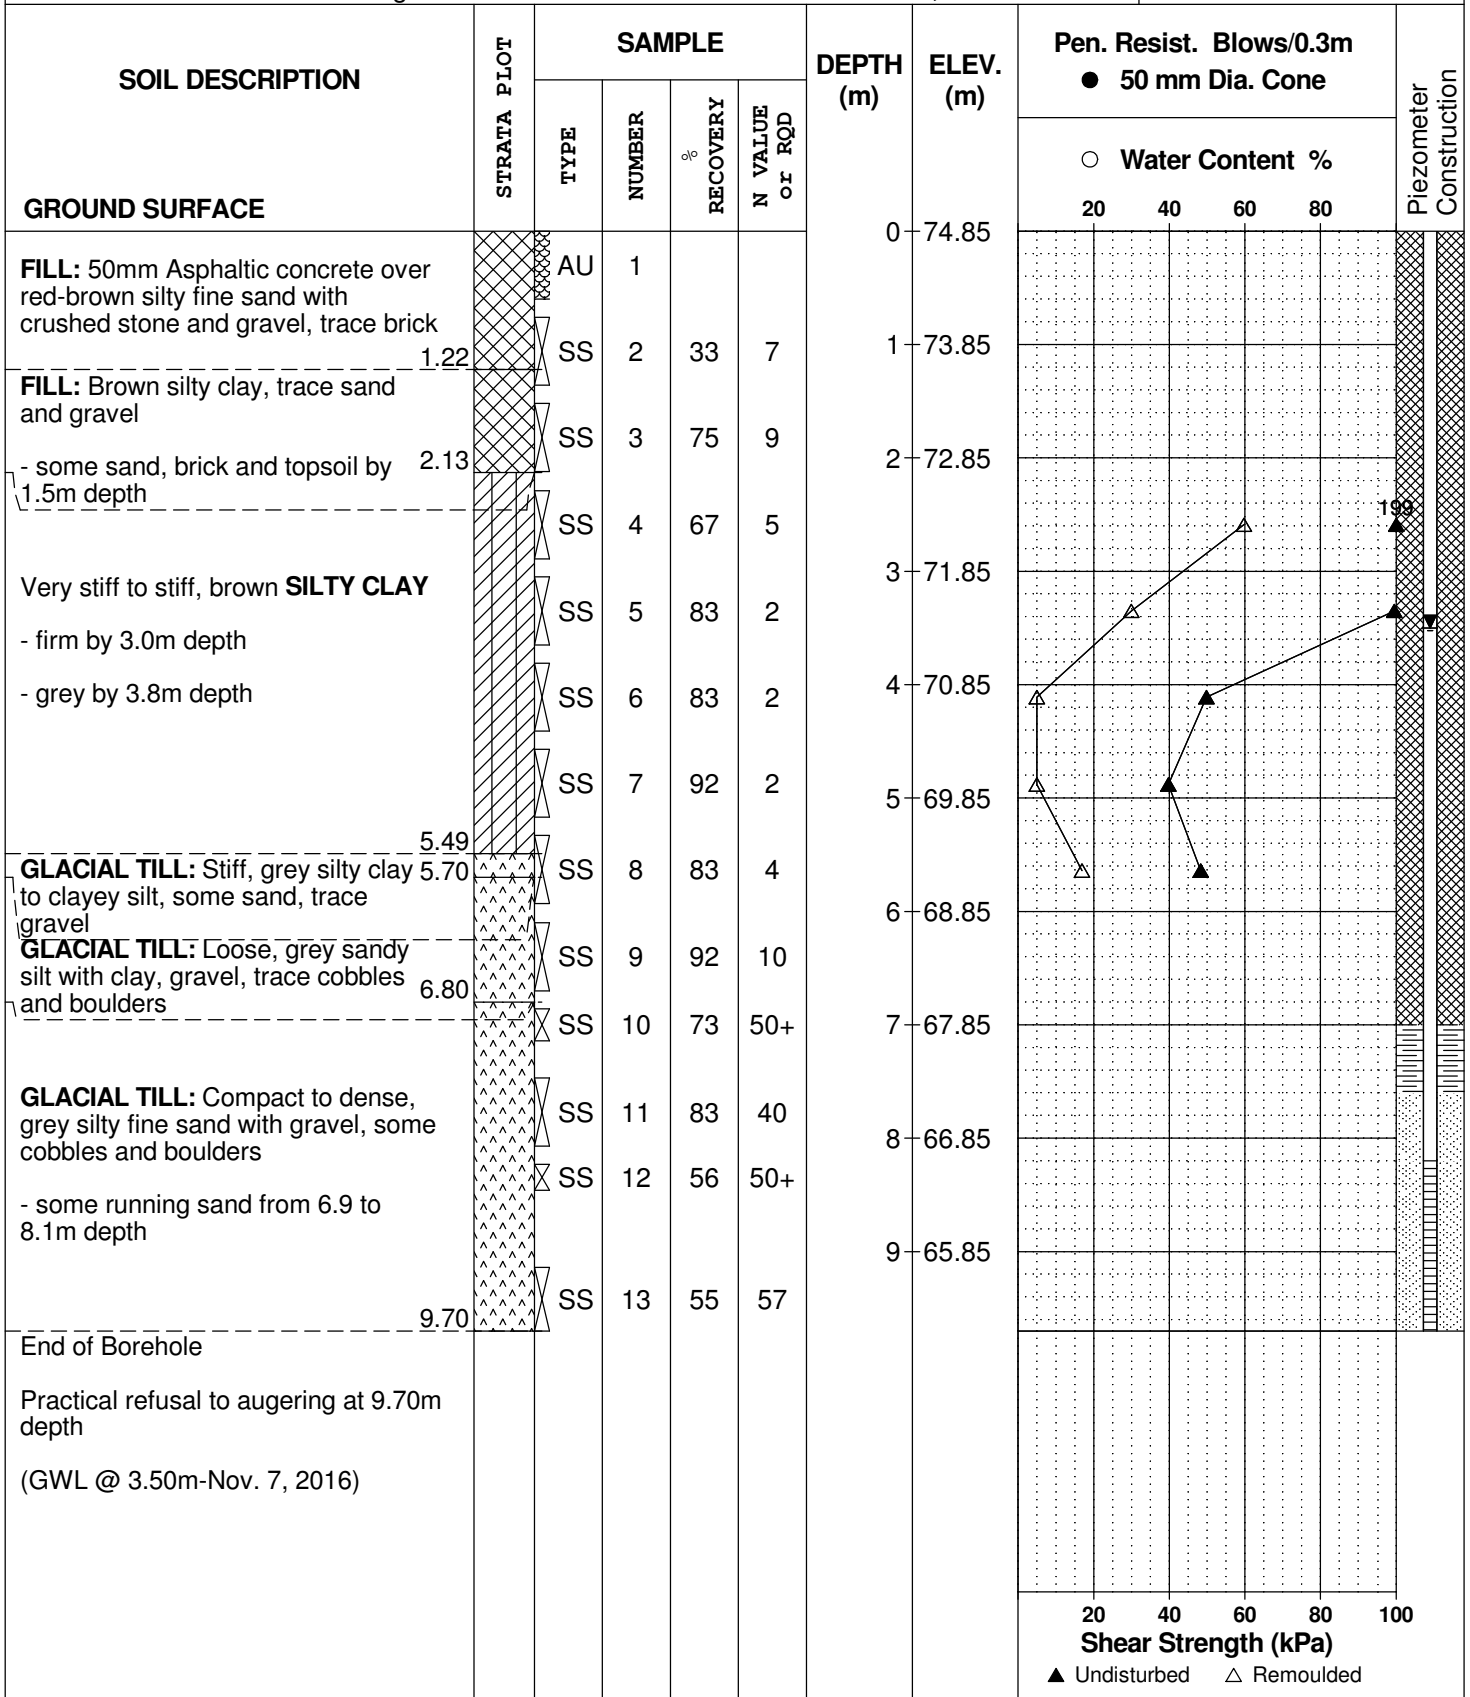 SOIL DESCRIPTION
GROUND SURFACE
STRATA PLOT
SAMPLE
TYPE
NUMBER
%
RECOVERY
N VALUE
or RQD
DEPTH
(m)
ELEV.
(m)
Pen. Resist. Blows/0.3m
● 50 mm Dia. Cone
○ Water Content %
20 40 60 80
Piezometer
Construction
FILL: 50mm Asphaltic concrete over
red-brown silty fine sand with
crushed stone and gravel, trace brick
1.22
FILL: Brown silty clay, trace sand
and gravel
- some sand, brick and topsoil by
1.5m depth
2.13
Very stiff to stiff, brown SILTY CLAY
- firm by 3.0m depth
- grey by 3.8m depth
5.49
GLACIAL TILL: Stiff, grey silty clay
to clayey silt, some sand, trace
gravel
5.70
GLACIAL TILL: Loose, grey sandy
silt with clay, gravel, trace cobbles
and boulders
6.80
GLACIAL TILL: Compact to dense,
grey silty fine sand with gravel, some
cobbles and boulders
- some running sand from 6.9 to
8.1m depth
9.70
End of Borehole
Practical refusal to augering at 9.70m
depth
(GWL @ 3.50m-Nov. 7, 2016)
AU 1
SS 2 33 7
SS 3 75 9
SS 4 67 5
SS 5 83 2
SS 6 83 2
SS 7 92 2
SS 8 83 4
SS 9 92 10
SS 10 73 50+
SS 11 83 40
SS 12 56 50+
SS 13 55 57
0 74.85
1 73.85
2 72.85
3 71.85
4 70.85
5 69.85
6 68.85
7 67.85
8 66.85
9 65.85
199
20 40 60 80 100
Shear Strength (kPa)
▲ Undisturbed △ Remoulded